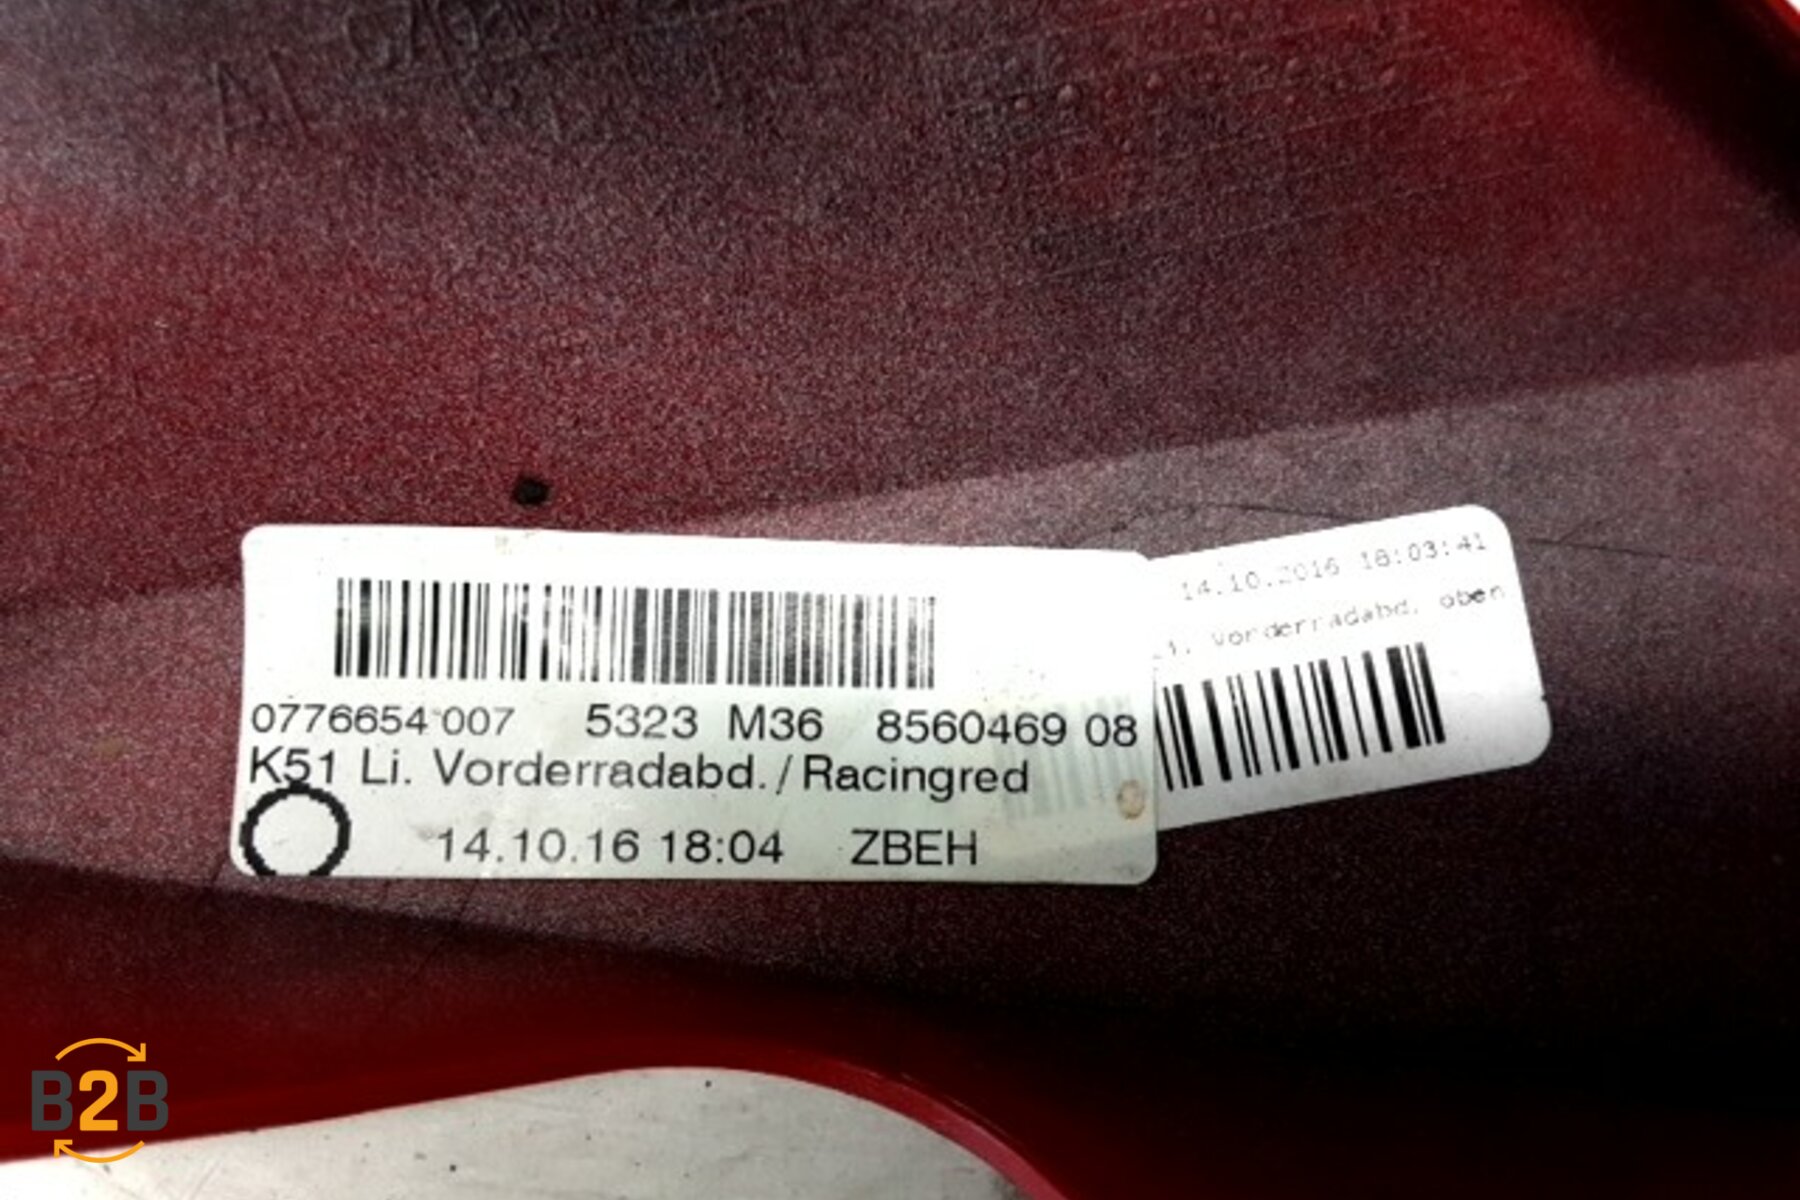 0776654 007 5323 M36 8560469 08
K51 Li. Vorderradabd. / Racingred
14.10.16 18:04 ZBEH
14.10.2016 18:03:41
Vorderradabd. oben
B2B